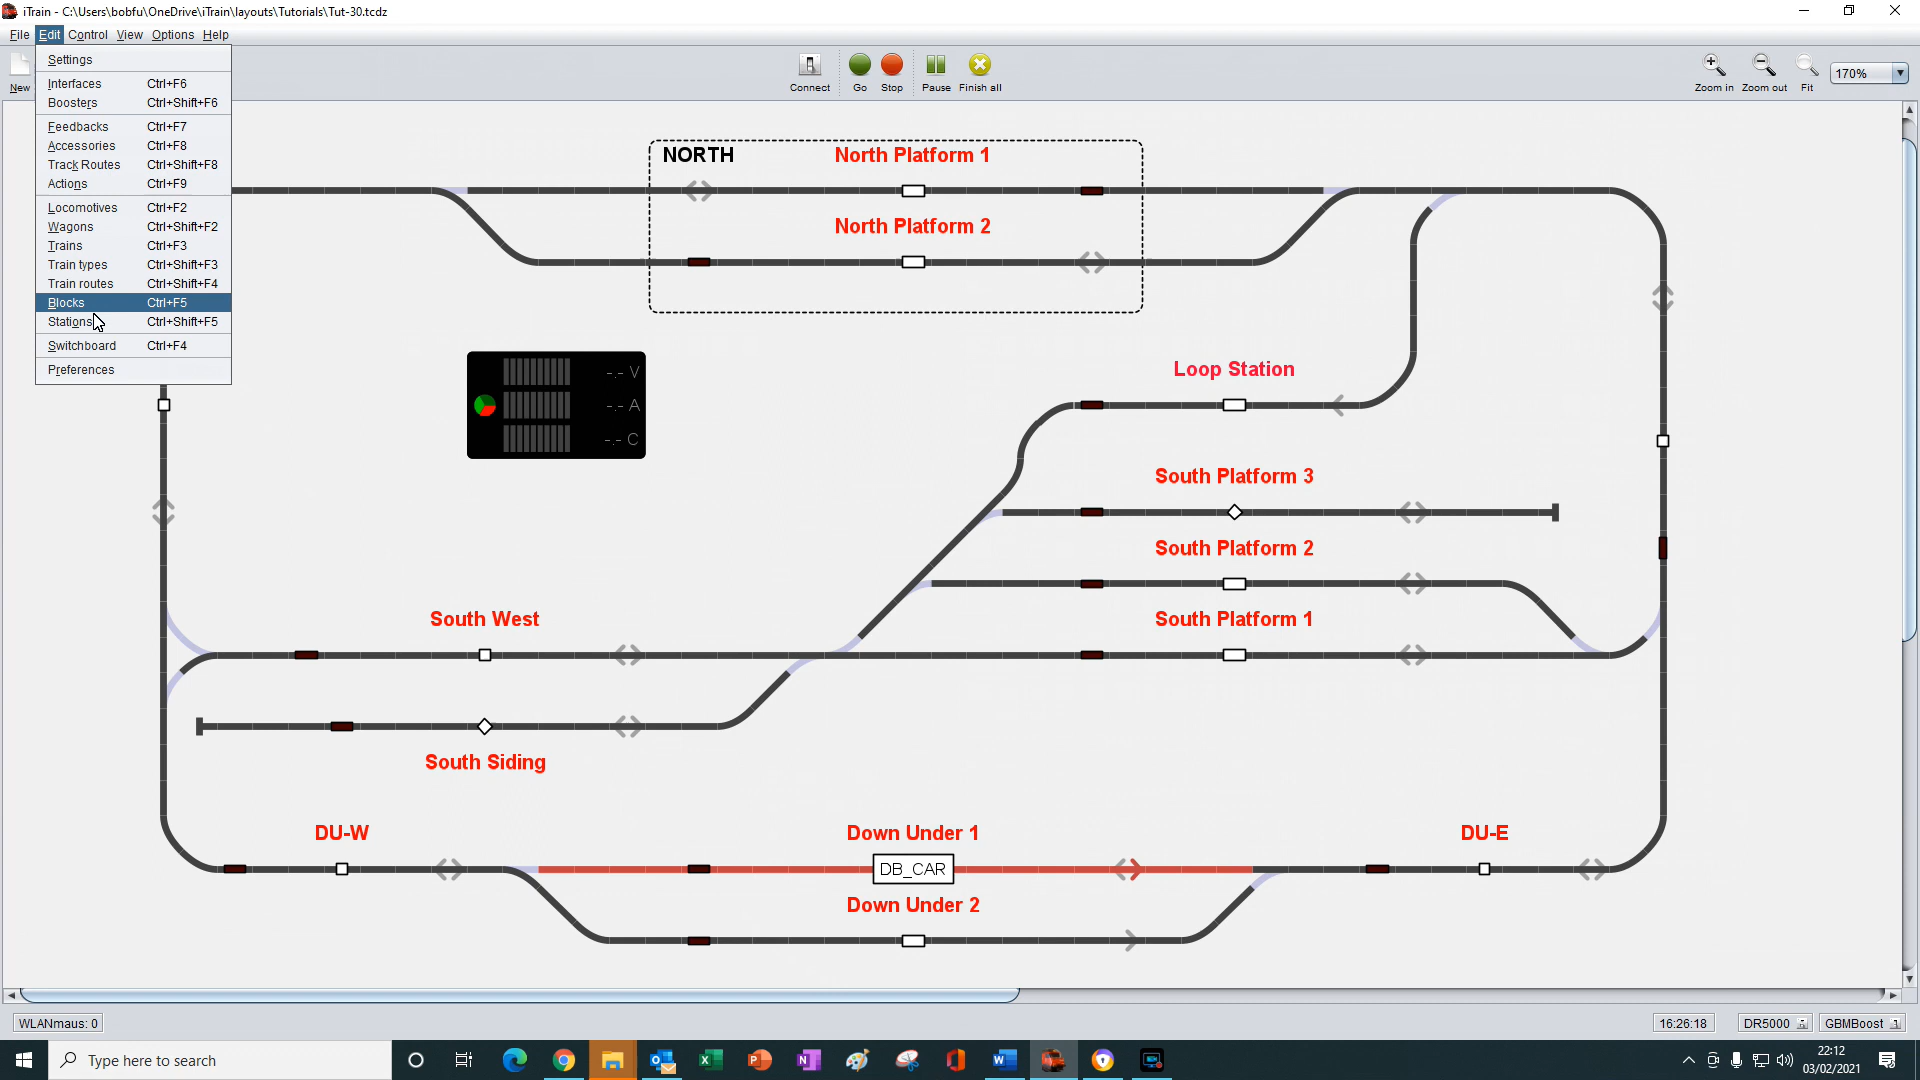 iTrain - C:\Users\bobfu\OneDrive\iTrain\layouts\Tutorials\Tut-30.tcdz
File Edit Control View Options Help
New
Connect
Go
Stop
Pause
Finish all
Zoom in
Zoom out
Fit
170%
Settings
Interfaces Ctrl+F6
Boosters Ctrl+Shift+F6
Feedbacks Ctrl+F7
Accessories Ctrl+F8
Track Routes Ctrl+Shift+F8
Actions Ctrl+F9
Locomotives Ctrl+F2
Wagons Ctrl+Shift+F2
Trains Ctrl+F3
Train types Ctrl+Shift+F3
Train routes Ctrl+Shift+F4
Blocks Ctrl+F5
Stations Ctrl+Shift+F5
Switchboard Ctrl+F4
Preferences
NORTH
North Platform 1
North Platform 2
-.- V
-.- A
-.- C
Loop Station
South Platform 3
South Platform 2
South Platform 1
South West
South Siding
DU-W
Down Under 1
DB_CAR
Down Under 2
DU-E
WLANmaus: 0
16:26:18
DR5000
GBMBoost
Type here to search
22:12
03/02/2021